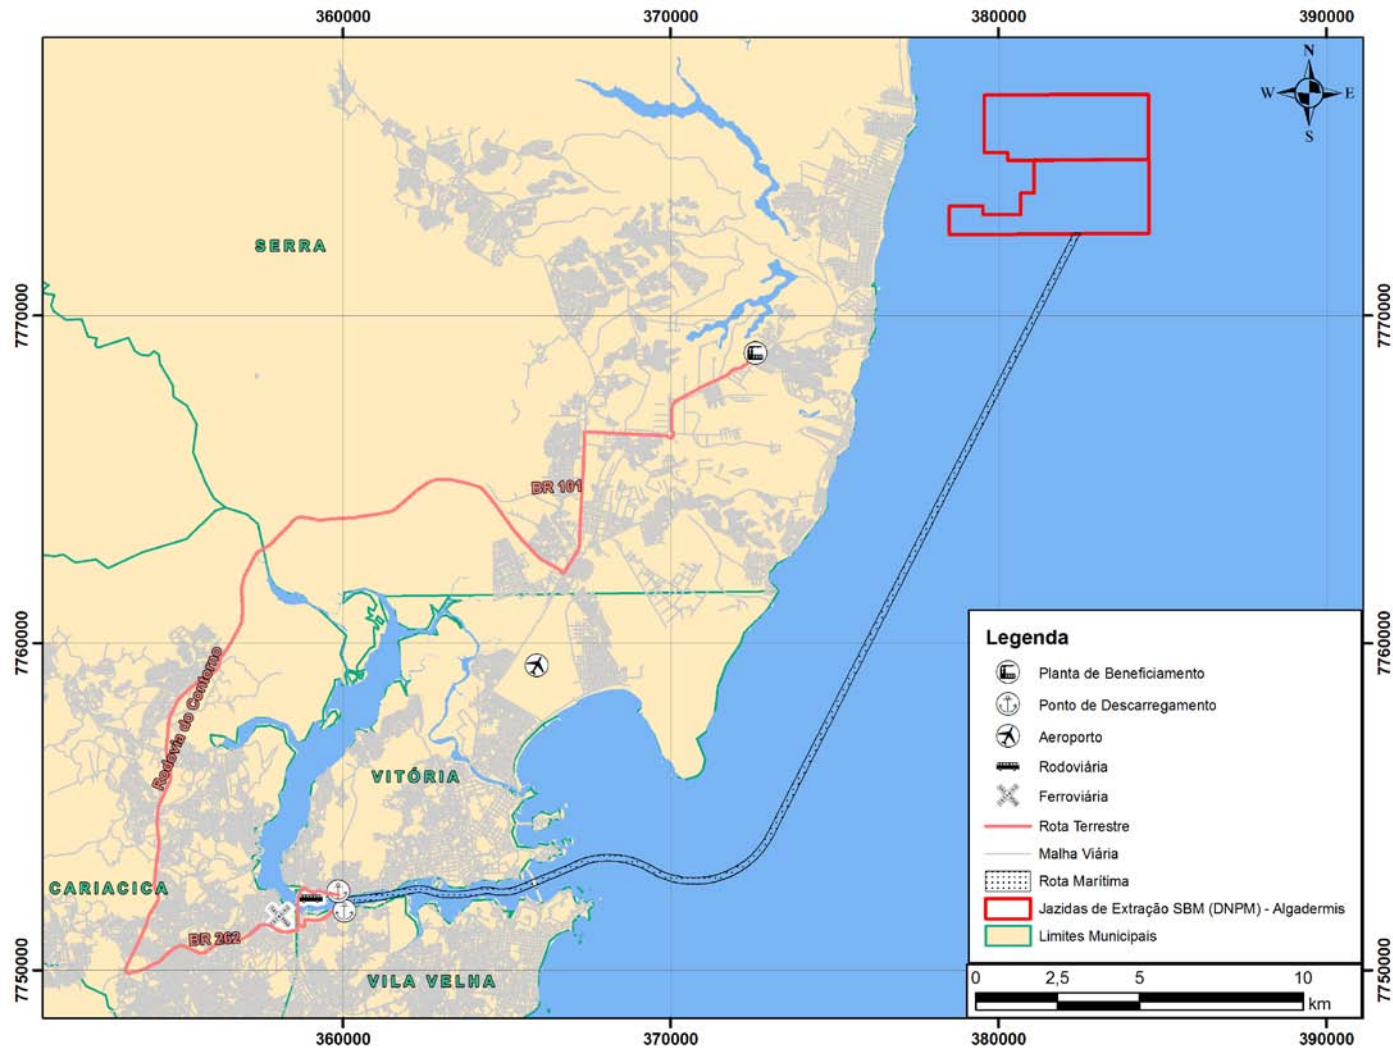 360000
370000
380000
390000
N
W
E
S
SERRA
7770000
7770000
BR 101
7760000
7760000
Rodovia do Contorno
VITÓRIA
CARIACICA
BR 262
VILA VELHA
7750000
7750000
Legenda
Planta de Beneficiamento
Ponto de Descarregamento
Aeroporto
Rodoviária
Ferroviária
Rota Terrestre
Malha Viária
Rota Marítima
Jazidas de Extração SBM (DNPM) - Algadermis
Limites Municipais
0 2,5 5 10
km
360000
370000
380000
390000